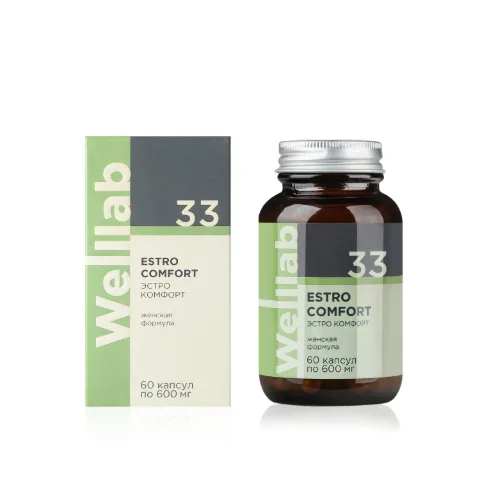 Welllab
33
ESTRO
COMFORT
ЭСТРО
КОМФОРТ
женская
формула
60 капсул
по 600 мг
Welllab
33
ESTRO
COMFORT
ЭСТРО КОМФОРТ
женская
формула
60 капсул
по 600 мг